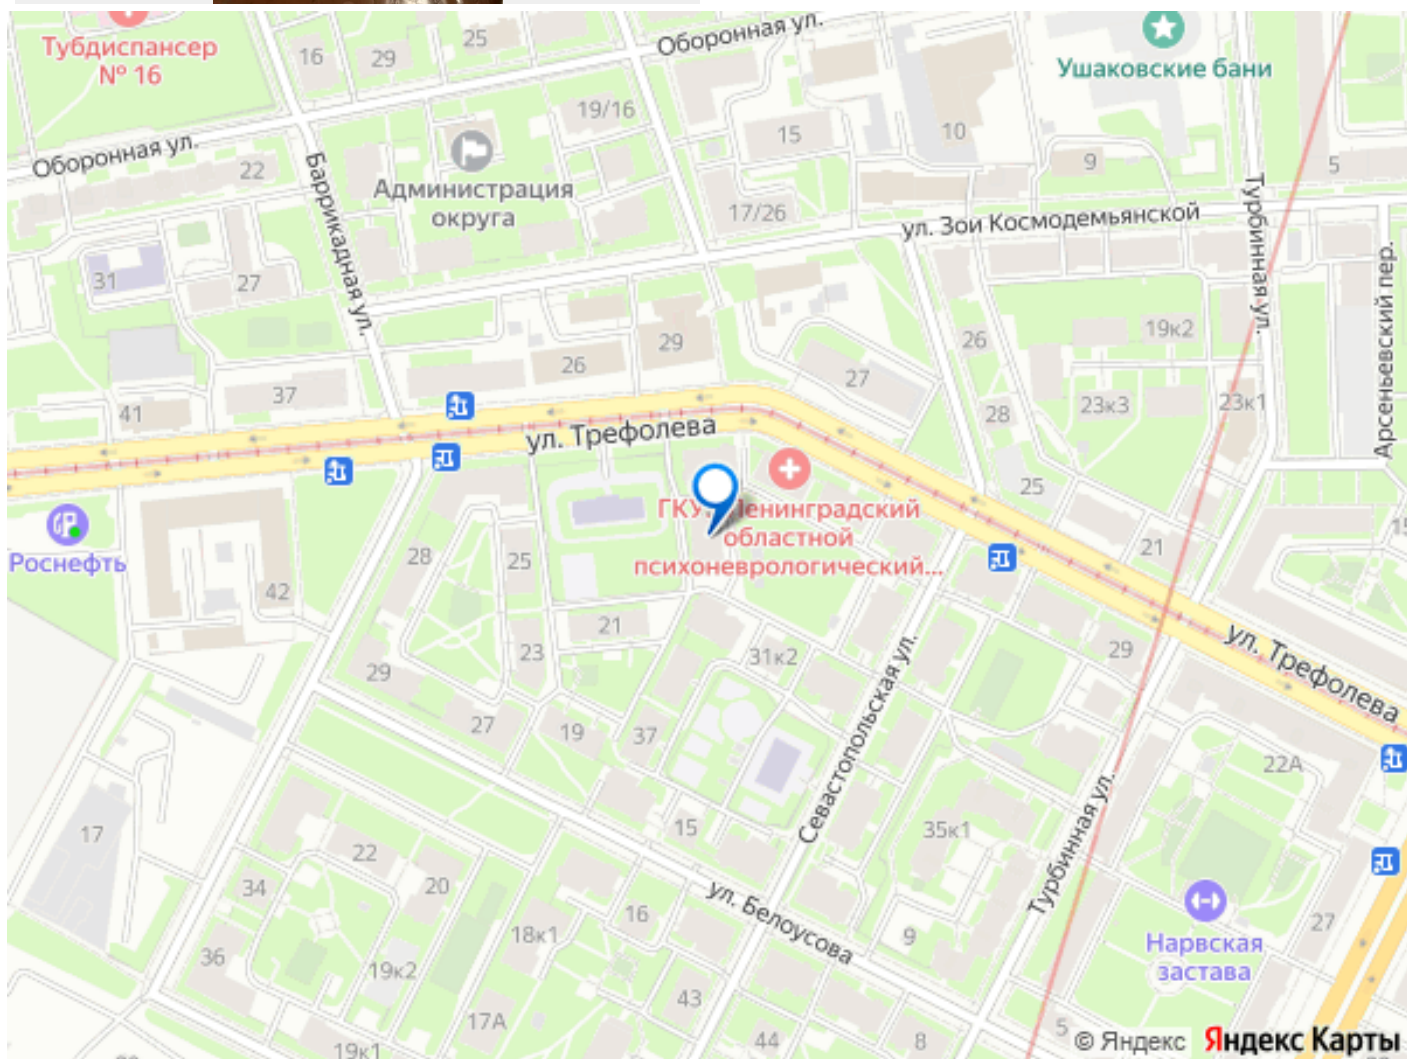 Оборонная ул.
Тубдиспансер
№ 16
16
29
25
Ушаковские бани
19/16
15
10
9
5
Оборонная ул.
22
Баррикадная ул.
Администрация
округа
17/26
ул. Зои Космодемьянской
Турбинная ул.
Арсеньевский пер.
31
27
29
26
26
19к2
37
27
41
28
23к3
23к1
ул. Трефолева
25
Роснефть
28
25
областной
психоневрологический...
21
42
21
31к2
Севастопольская ул.
29
ул. Трефолева
29
23
27
19
37
22А
17
15
35к1
Турбинная ул.
22
34
20
ул. Белоусова
16
18к1
9
Нарвская
застава
27
36
19к2
43
17А
44
8
5
19к1
© Яндекс Яндекс Карты